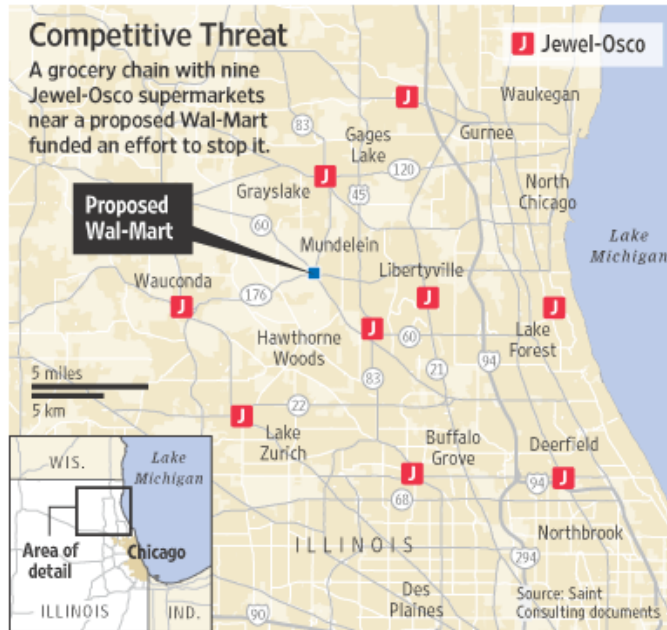 Competitive Threat
A grocery chain with nine
Jewel-Osco supermarkets
near a proposed Wal-Mart
funded an effort to stop it.
J Jewel-Osco
J
Waukegan
83
Gages
Lake
Gurnee
120
J
Grayslake
45
North
Chicago
Proposed
Wal-Mart
60
Mundelein
Lake
Michigan
Wauconda
J
176
Libertyville
J
J
Hawthorne
Woods
J
60
Lake
Forest
94
21
83
5 miles
5 km
22
J
Lake
Zurich
Buffalo
Grove
J
68
Deerfield
94
J
Northbrook
ILLINOIS
294
Des
Plaines
90
Source: Saint
Consulting documents
WIS.
Lake
Michigan
Area of
detail
Chicago
ILLINOIS
IND.